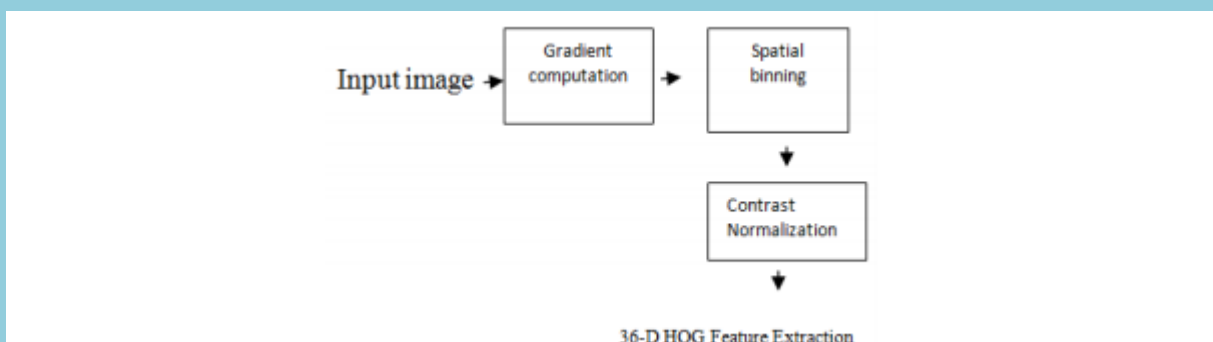 Input image
Gradient
computation
Spatial
binning
Contrast
Normalization
36-D HOG Feature Extraction